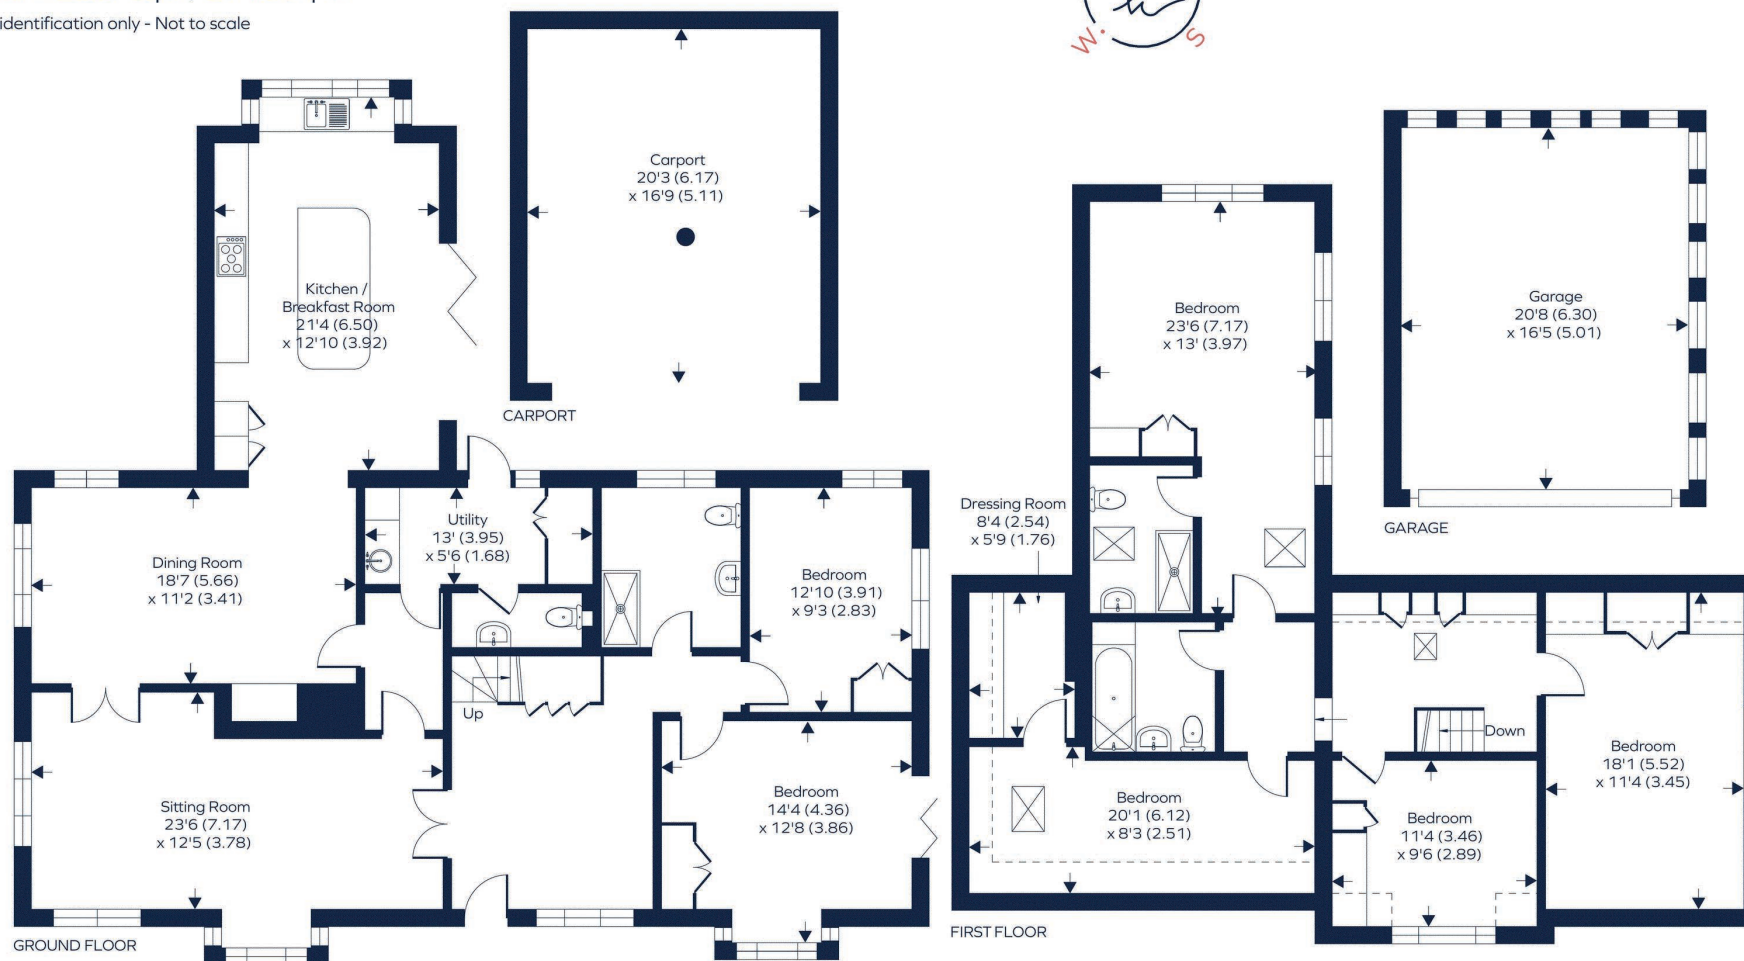 identification only - Not to scale
W.
S
Carport
20'3 (6.17)
x 16'9 (5.11)
CARPORT
Kitchen /
Breakfast Room
21'4 (6.50)
x 12'10 (3.92)
Utility
13' (3.95)
x 5'6 (1.68)
Dining Room
18'7 (5.66)
x 11'2 (3.41)
Bedroom
12'10 (3.91)
x 9'3 (2.83)
Up
Sitting Room
23'6 (7.17)
x 12'5 (3.78)
Bedroom
14'4 (4.36)
x 12'8 (3.86)
GROUND FLOOR
Bedroom
23'6 (7.17)
x 13' (3.97)
Garage
20'8 (6.30)
x 16'5 (5.01)
GARAGE
Dressing Room
8'4 (2.54)
x 5'9 (1.76)
Down
Bedroom
18'1 (5.52)
x 11'4 (3.45)
Bedroom
20'1 (6.12)
x 8'3 (2.51)
Bedroom
11'4 (3.46)
x 9'6 (2.89)
FIRST FLOOR